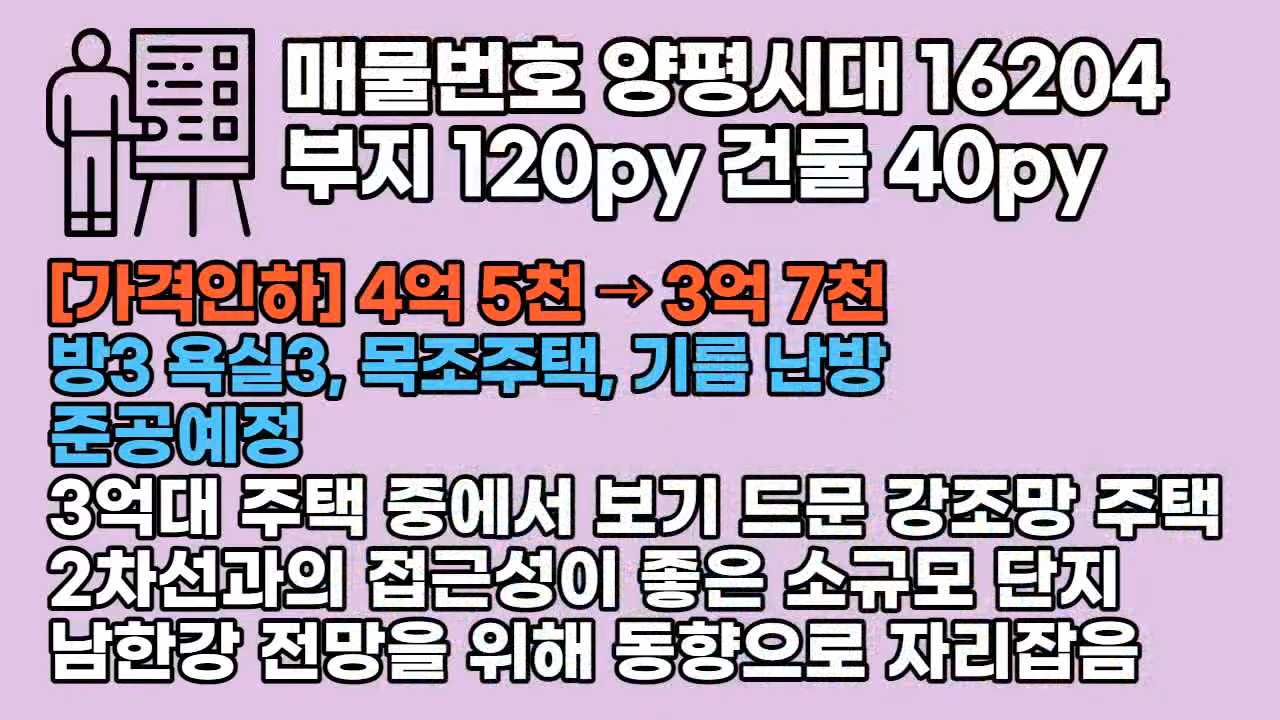 매물번호 양평시대 16204
부지 120py 건물 40py
[가격인하] 4억 5천 → 3억 7천
방3 욕실3, 목조주택, 기름 난방
준공예정
3억대 주택 중에서 보기 드문 강조망 주택
2차선과의 접근성이 좋은 소규모 단지
남한강 전망을 위해 동향으로 자리잡음